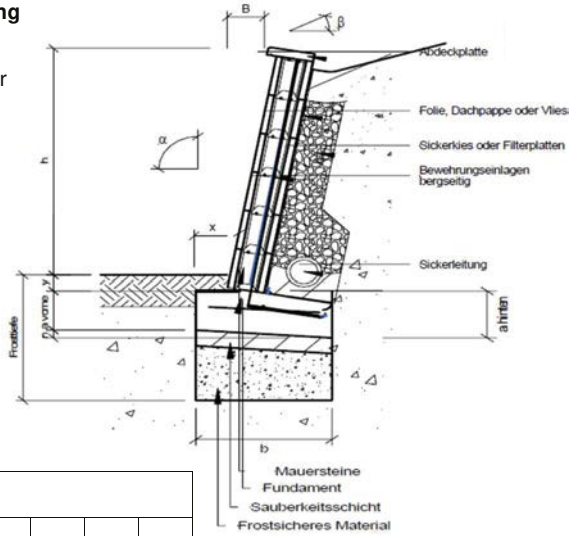 ng
r
B
β
Abdeckplatte
Folie, Dachpappe oder Vlies
Sickerkies oder Filterplatten
Bewehrungseinlagen
bergseitig
h
α
x
Sickerleitung
y
a vorne
n
Frosttiefe
a hinten
b
Mauersteine
Fundament
Sauberkeitsschicht
Frostsicheres Material